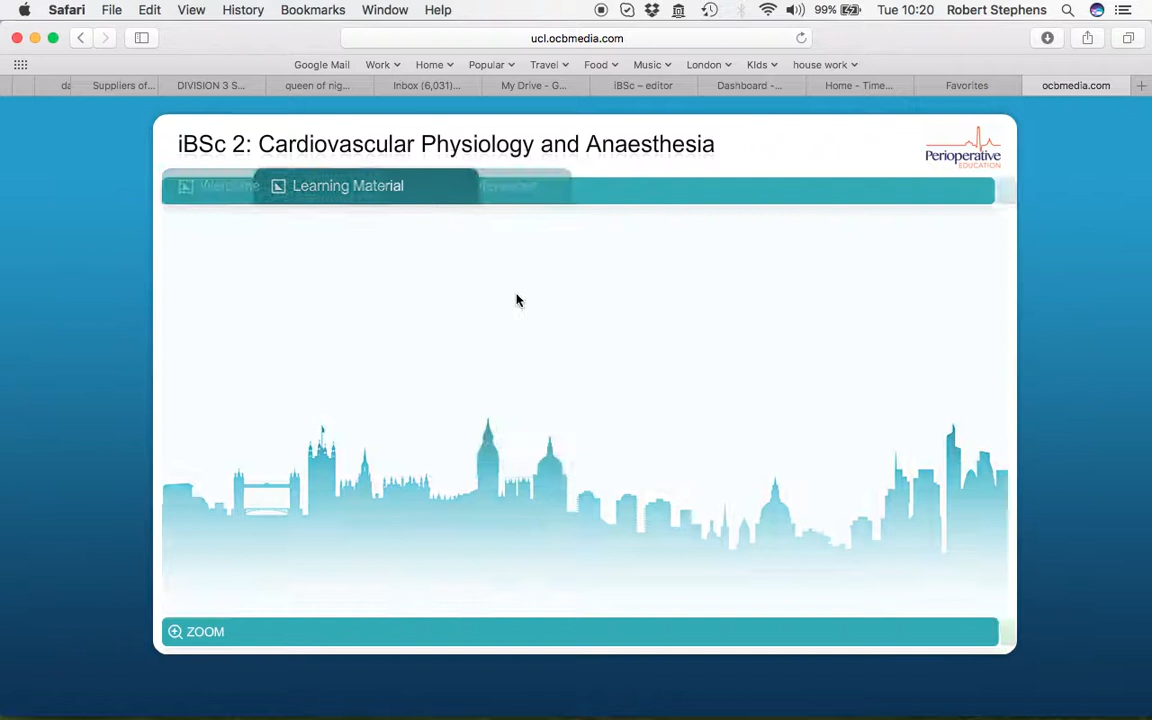 Safari File Edit View History Bookmarks Window Help 99% Tue 10:20 Robert Stephens
ucl.ocbmedia.com
Google Mail Work Home Popular Travel Food Music London KIds house work
da Suppliers of... DIVISION 3 S... queen of nig... Inbox (6,031)... My Drive - G... iBSc – editor Dashboard -... Home - Time... Favorites ocbmedia.com
iBSc 2: Cardiovascular Physiology and Anaesthesia
Perioperative
EDUCATION
Learning Material
ZOOM